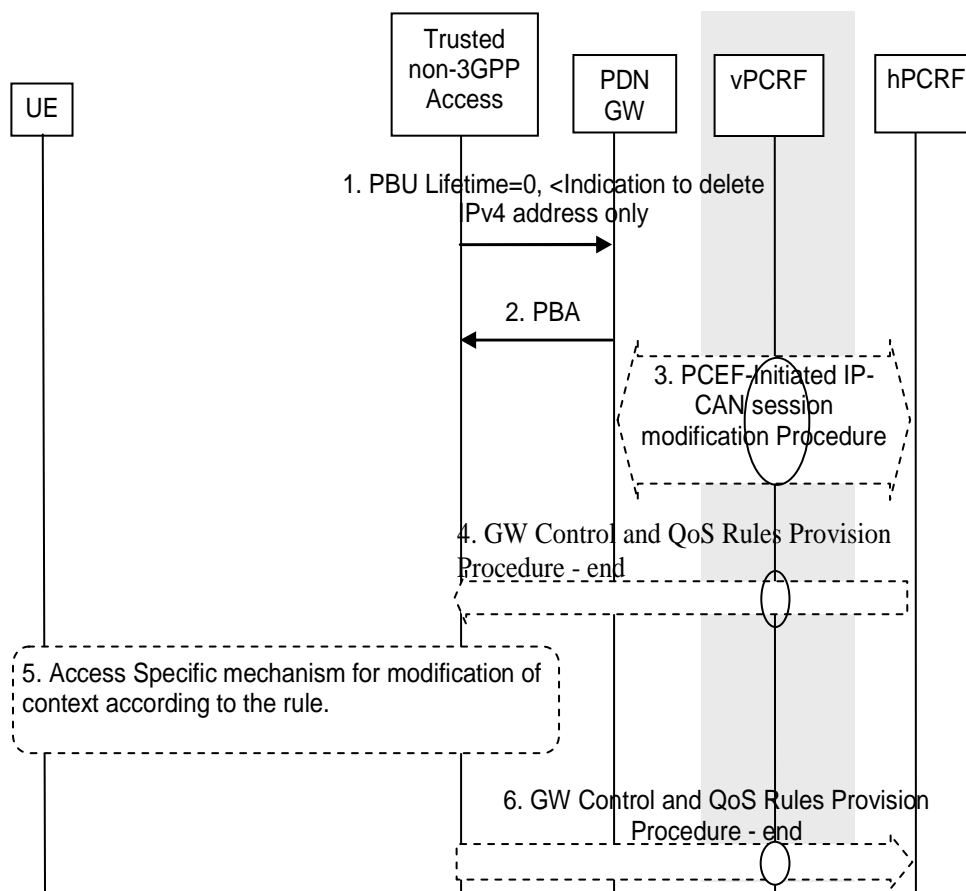 Trusted
non-3GPP
Access
PDN
GW
vPCRF
hPCRF
UE
1. PBU Lifetime=0, <Indication to delete
IPv4 address only
2. PBA
3. PCEF-Initiated IP-
CAN session
modification Procedure
4. GW Control and QoS Rules Provision
Procedure - end
5. Access Specific mechanism for modification of
context according to the rule.
6. GW Control and QoS Rules Provision
Procedure - end